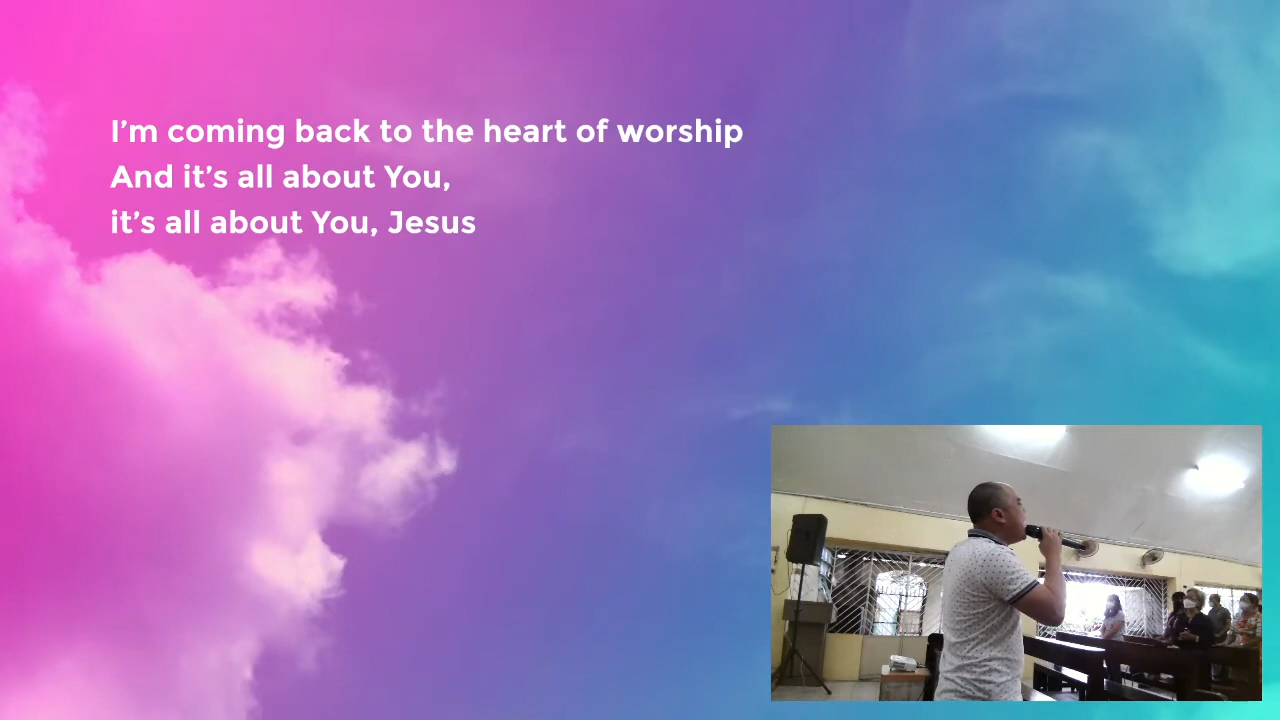 I’m coming back to the heart of worship
And it’s all about You,
it’s all about You, Jesus